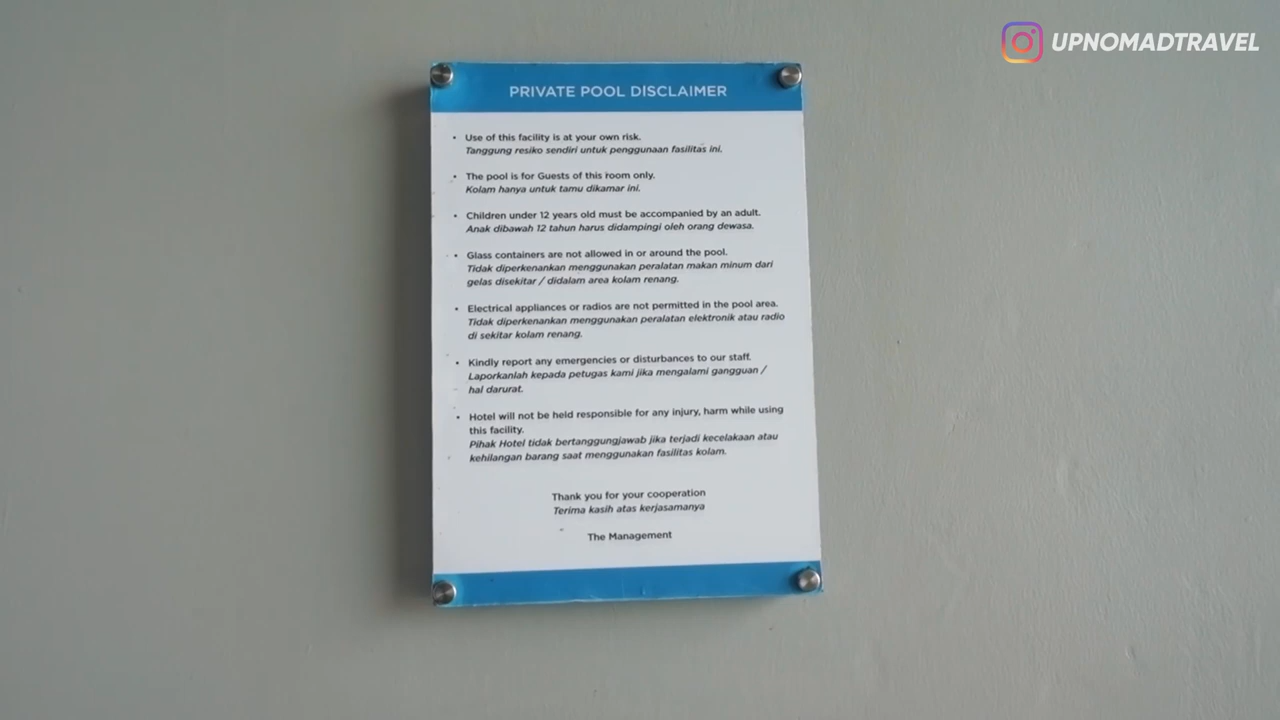 UPNOMADTRAVEL
PRIVATE POOL DISCLAIMER
• Use of this facility is at your own risk.
Tanggung resiko sendiri untuk penggunaan fasilitas ini.
• The pool is for Guests of this room only.
Kolam hanya untuk tamu dikamar ini.
• Children under 12 years old must be accompanied by an adult.
Anak dibawah 12 tahun harus didampingi oleh orang dewasa.
• Glass containers are not allowed in or around the pool.
Tidak diperkenankan menggunakan peralatan makan minum dari
gelas disekitar / didalam area kolam renang.
• Electrical appliances or radios are not permitted in the pool area.
Tidak diperkenankan menggunakan peralatan elektronik atau radio
di sekitar kolam renang.
• Kindly report any emergencies or disturbances to our staff.
Laporkanlah kepada petugas kami jika mengalami gangguan /
hal darurat.
• Hotel will not be held responsible for any injury, harm while using
this facility.
Pihak Hotel tidak bertanggungjawab jika terjadi kecelakaan atau
kehilangan barang saat menggunakan fasilitas kolam.
Thank you for your cooperation
Terima kasih atas kerjasamanya
The Management